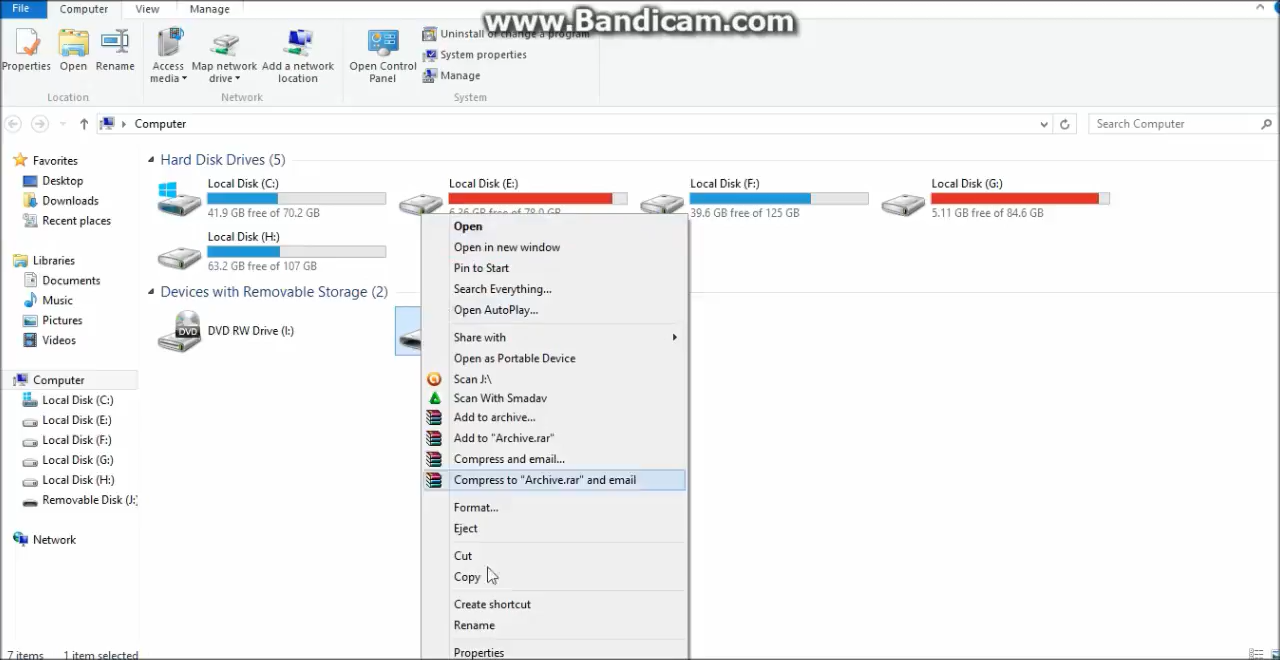 File
Computer
View
Manage
www.Bandicam.com
Properties
Open
Rename
Access media
Map network drive
Add a network location
Open Control Panel
Uninstall or change a program
System properties
Manage
Location
Network
System
Computer
Search Computer
Favorites
Desktop
Downloads
Recent places
Libraries
Documents
Music
Pictures
Videos
Computer
Local Disk (C:)
Local Disk (E:)
Local Disk (F:)
Local Disk (G:)
Local Disk (H:)
Removable Disk (J:)
Network
Hard Disk Drives (5)
Local Disk (C:)
41.9 GB free of 70.2 GB
Local Disk (E:)
6.36 GB free of 78.0 GB
Local Disk (F:)
39.6 GB free of 125 GB
Local Disk (G:)
5.11 GB free of 84.6 GB
Local Disk (H:)
63.2 GB free of 107 GB
Devices with Removable Storage (2)
DVD RW Drive (I:)
Open
Open in new window
Pin to Start
Search Everything...
Open AutoPlay...
Share with
Open as Portable Device
Scan J:\
Scan With Smadav
Add to archive...
Add to "Archive.rar"
Compress and email...
Compress to "Archive.rar" and email
Format...
Eject
Cut
Copy
Create shortcut
Rename
Properties
7 items
1 item selected